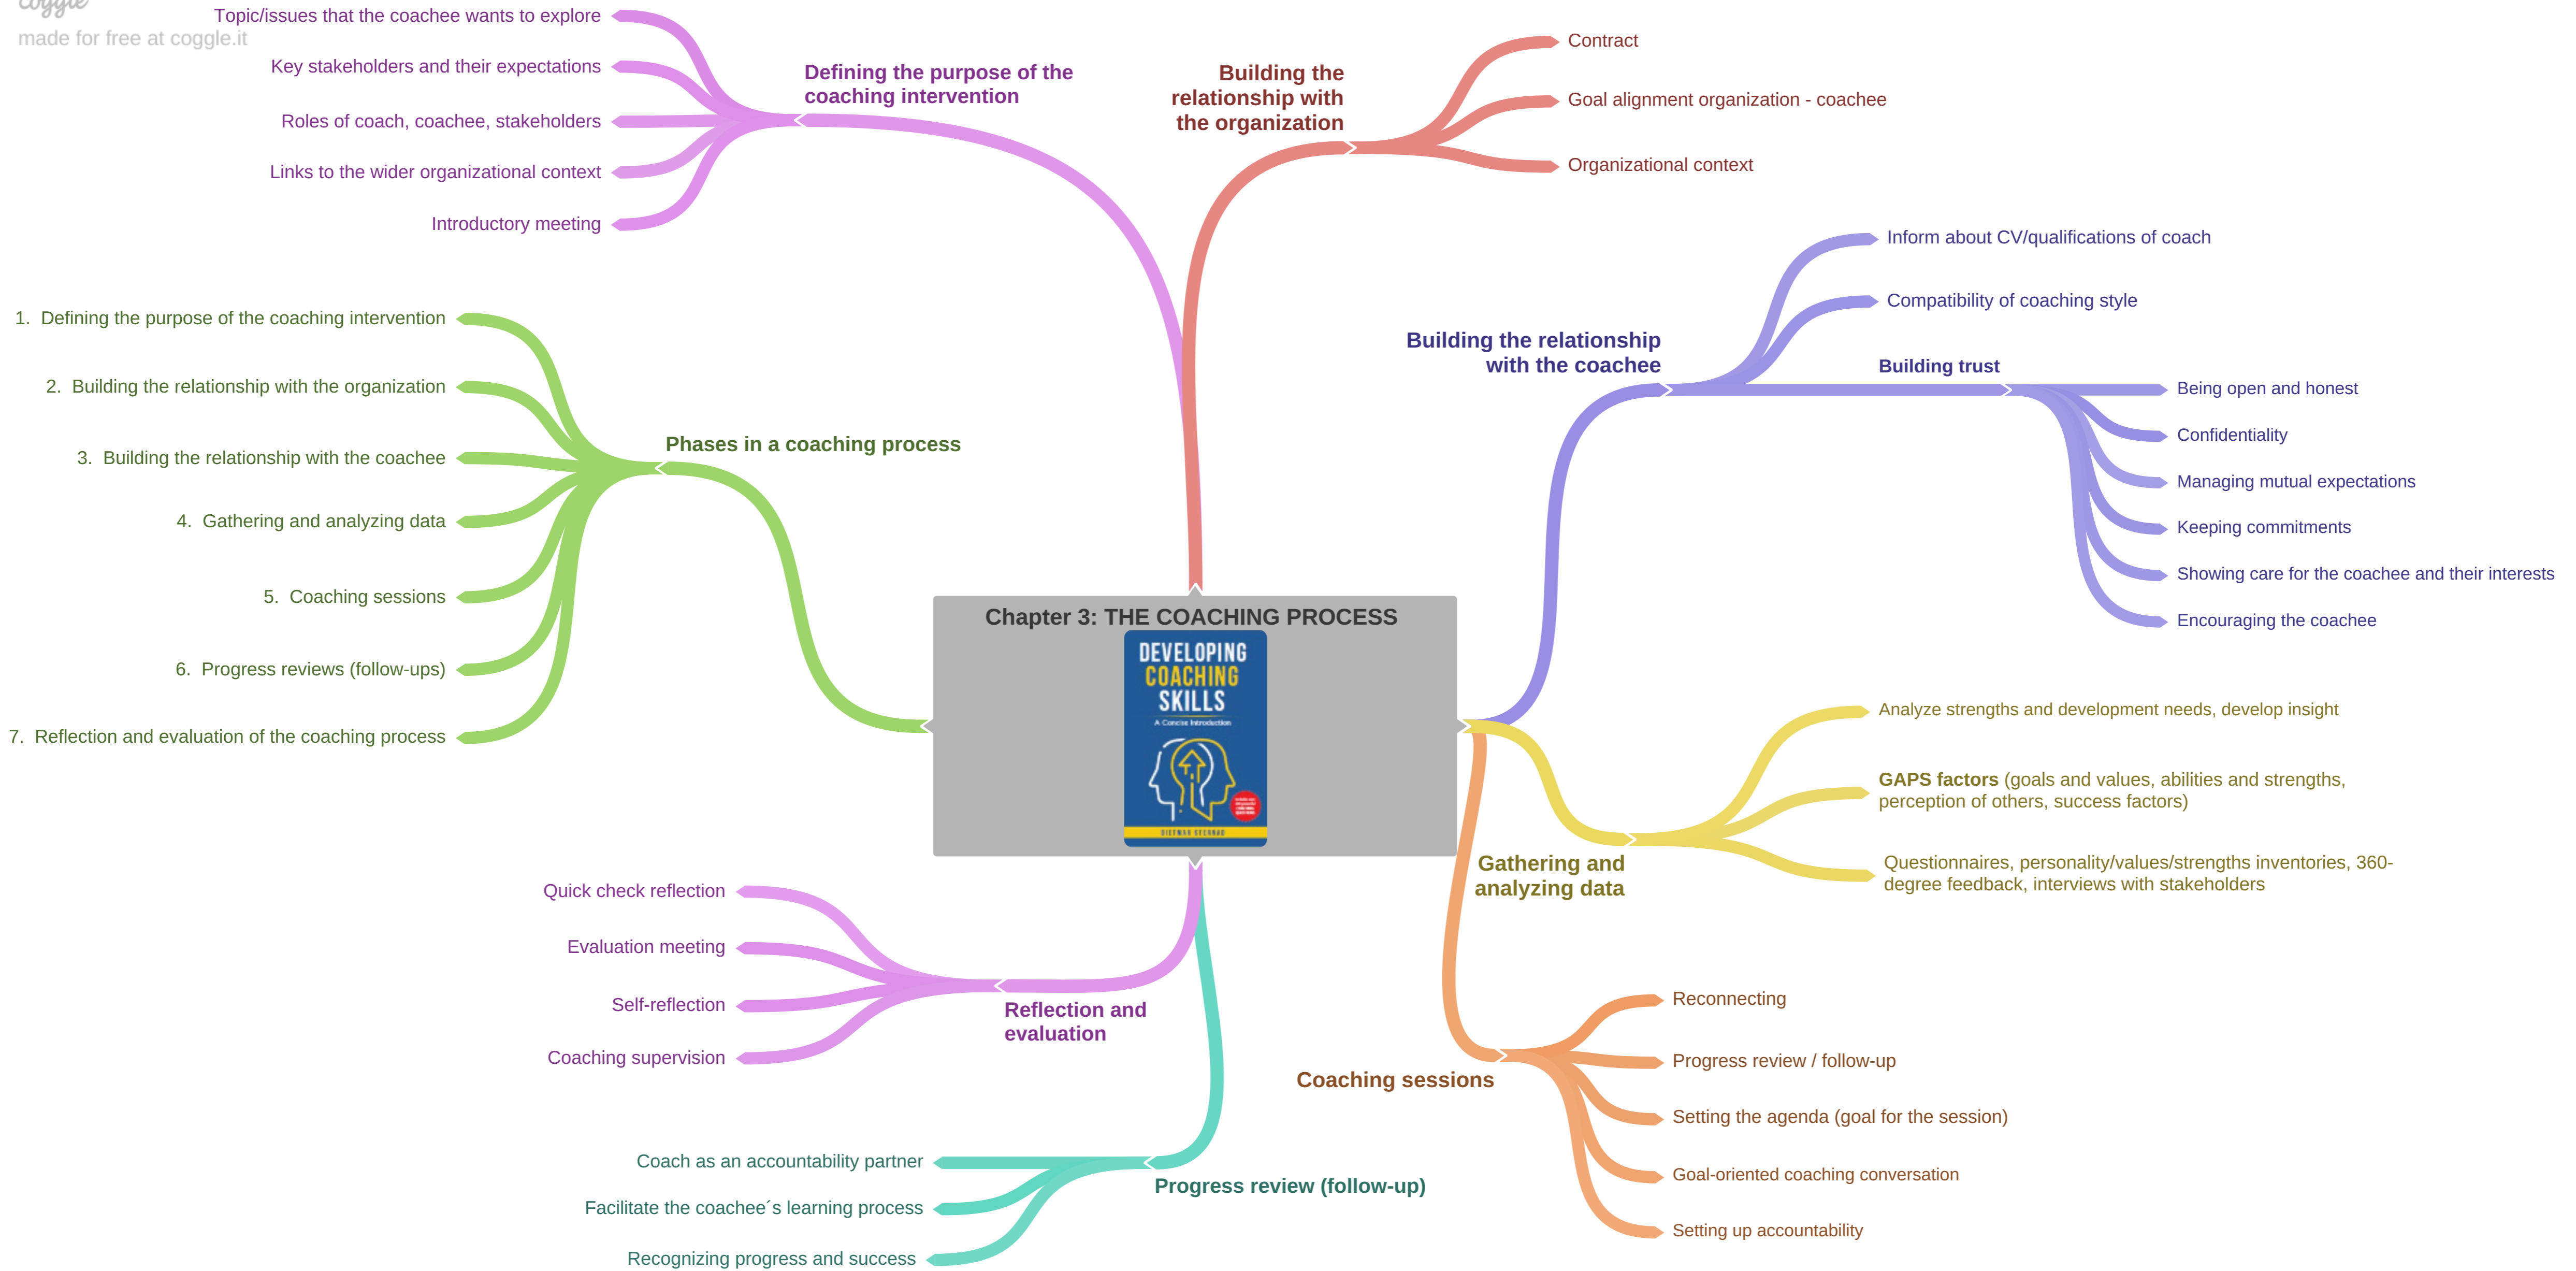 coggle
made for free at coggle.it
Topic/issues that the coachee wants to explore
Key stakeholders and their expectations
Roles of coach, coachee, stakeholders
Links to the wider organizational context
Introductory meeting
Defining the purpose of the
coaching intervention
Building the
relationship with
the organization
Contract
Goal alignment organization - coachee
Organizational context
1. Defining the purpose of the coaching intervention
2. Building the relationship with the organization
3. Building the relationship with the coachee
4. Gathering and analyzing data
5. Coaching sessions
6. Progress reviews (follow-ups)
7. Reflection and evaluation of the coaching process
Phases in a coaching process
Building the relationship
with the coachee
Inform about CV/qualifications of coach
Compatibility of coaching style
Building trust
Being open and honest
Confidentiality
Managing mutual expectations
Keeping commitments
Showing care for the coachee and their interests
Encouraging the coachee
Chapter 3: THE COACHING PROCESS
DEVELOPING
COACHING
SKILLS
A Concise Introduction
Gathering and
analyzing data
Analyze strengths and development needs, develop insight
GAPS factors (goals and values, abilities and strengths,
perception of others, success factors)
Questionnaires, personality/values/strengths inventories, 360-
degree feedback, interviews with stakeholders
Quick check reflection
Evaluation meeting
Self-reflection
Coaching supervision
Reflection and
evaluation
Coaching sessions
Reconnecting
Progress review / follow-up
Setting the agenda (goal for the session)
Goal-oriented coaching conversation
Setting up accountability
Coach as an accountability partner
Facilitate the coachee´s learning process
Recognizing progress and success
Progress review (follow-up)